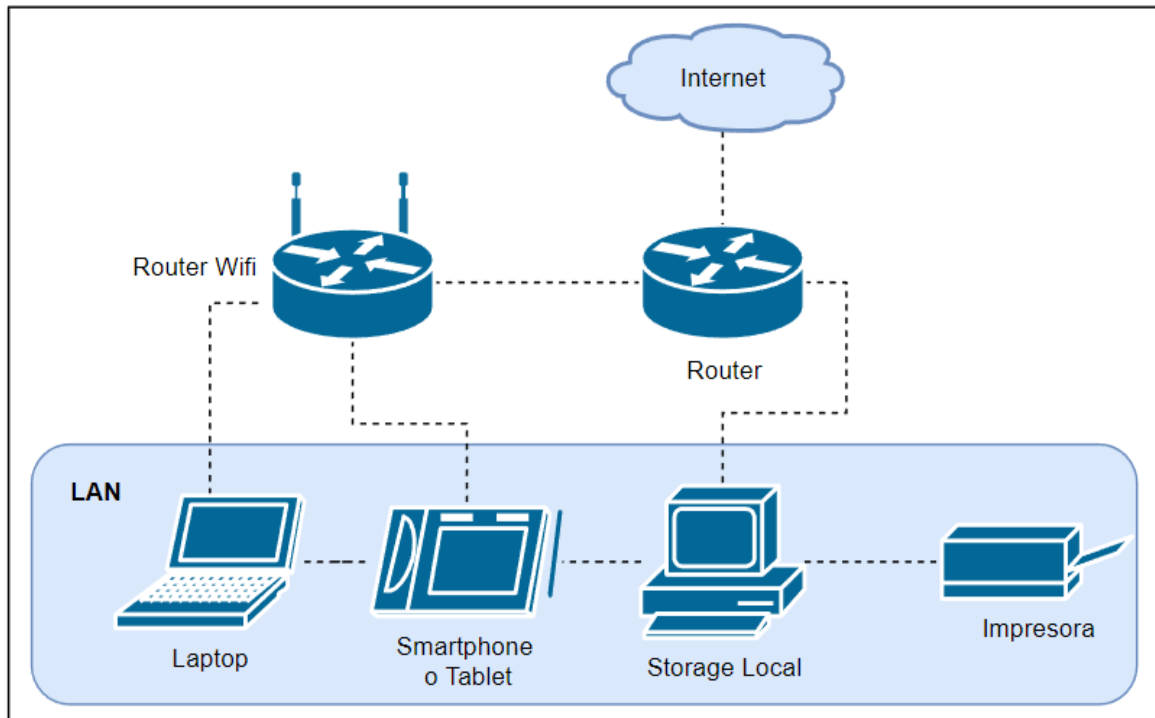 Internet
Router Wifi
Router
LAN
Laptop
Smartphone
o Tablet
Storage Local
Impresora